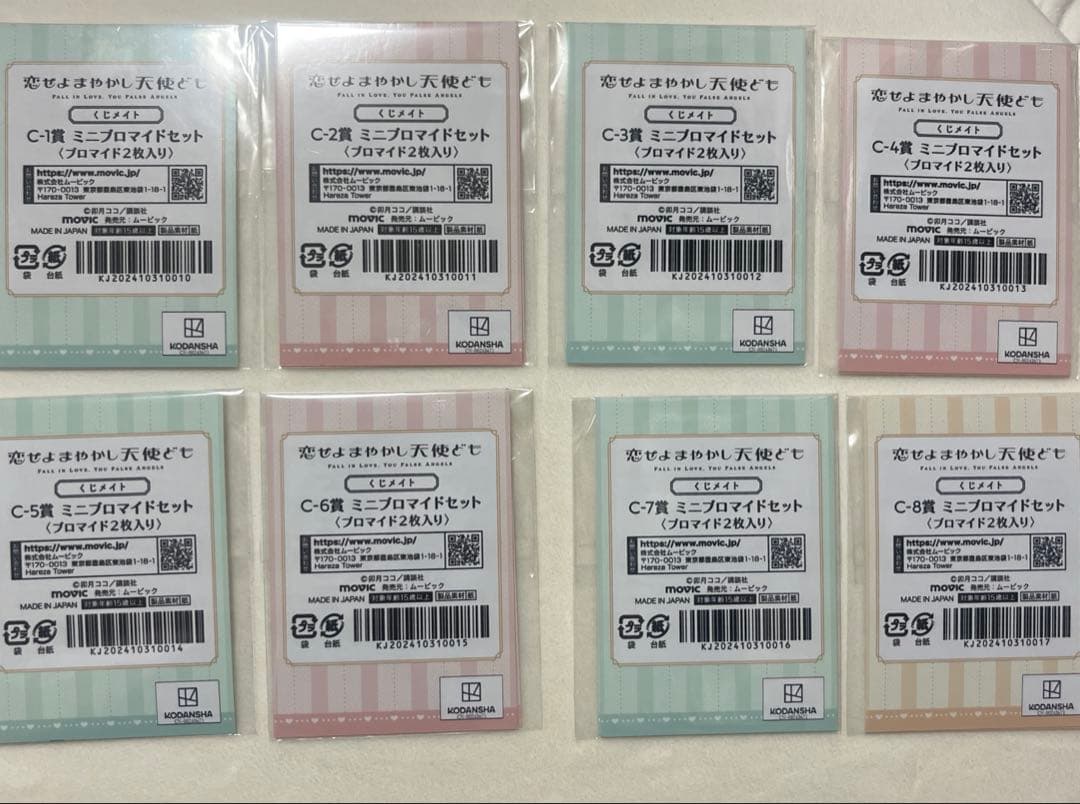 恋せよまやかし天使ども
FALL IN LOVE, YOU FALSE ANGELS
くじメイト
C-1賞 ミニブロマイドセット
〈ブロマイド2枚入り〉
https://www.movic.jp/
株式会社ムービック
〒170-0013 東京都豊島区東池袋1-18-1
Hareza Tower
©卯月ココ/講談社
movic 発売元:ムービック
MADE IN JAPAN 対象年齢15歳以上 製品素材 紙
プラ 紙
袋 台紙
KJ202410310010
KODANSHA
恋せよまやかし天使ども
FALL IN LOVE, YOU FALSE ANGELS
くじメイト
C-2賞 ミニブロマイドセット
〈ブロマイド2枚入り〉
https://www.movic.jp/
株式会社ムービック
〒170-0013 東京都豊島区東池袋1-18-1
Hareza Tower
©卯月ココ/講談社
movic 発売元:ムービック
MADE IN JAPAN 対象年齢15歳以上 製品素材 紙
プラ 紙
袋 台紙
KJ202410310011
KODANSHA
恋せよまやかし天使ども
FALL IN LOVE, YOU FALSE ANGELS
くじメイト
C-3賞 ミニブロマイドセット
〈ブロマイド2枚入り〉
https://www.movic.jp/
株式会社ムービック
〒170-0013 東京都豊島区東池袋1-18-1
Hareza Tower
©卯月ココ/講談社
movic 発売元:ムービック
MADE IN JAPAN 対象年齢15歳以上 製品素材 紙
プラ 紙
袋 台紙
KJ202410310012
KODANSHA
恋せよまやかし天使ども
FALL IN LOVE, YOU FALSE ANGELS
くじメイト
C-4賞 ミニブロマイドセット
〈ブロマイド2枚入り〉
https://www.movic.jp/
株式会社ムービック
〒170-0013 東京都豊島区東池袋1-18-1
Hareza Tower
©卯月ココ/講談社
movic 発売元:ムービック
MADE IN JAPAN 対象年齢15歳以上 製品素材 紙
プラ 紙
袋 台紙
KJ202410310013
KODANSHA
恋せよまやかし天使ども
FALL IN LOVE, YOU FALSE ANGELS
くじメイト
C-5賞 ミニブロマイドセット
〈ブロマイド2枚入り〉
https://www.movic.jp/
株式会社ムービック
〒170-0013 東京都豊島区東池袋1-18-1
Hareza Tower
©卯月ココ/講談社
movic 発売元:ムービック
MADE IN JAPAN 対象年齢15歳以上 製品素材 紙
プラ 紙
袋 台紙
KJ202410310014
KODANSHA
恋せよまやかし天使ども
FALL IN LOVE, YOU FALSE ANGELS
くじメイト
C-6賞 ミニブロマイドセット
〈ブロマイド2枚入り〉
https://www.movic.jp/
株式会社ムービック
〒170-0013 東京都豊島区東池袋1-18-1
Hareza Tower
©卯月ココ/講談社
movic 発売元:ムービック
MADE IN JAPAN 対象年齢15歳以上 製品素材 紙
プラ 紙
袋 台紙
KJ202410310015
KODANSHA
恋せよまやかし天使ども
FALL IN LOVE, YOU FALSE ANGELS
くじメイト
C-7賞 ミニブロマイドセット
〈ブロマイド2枚入り〉
https://www.movic.jp/
株式会社ムービック
〒170-0013 東京都豊島区東池袋1-18-1
Hareza Tower
©卯月ココ/講談社
movic 発売元:ムービック
MADE IN JAPAN 対象年齢15歳以上 製品素材 紙
プラ 紙
袋 台紙
KJ202410310016
KODANSHA
恋せよまやかし天使ども
FALL IN LOVE, YOU FALSE ANGELS
くじメイト
C-8賞 ミニブロマイドセット
〈ブロマイド2枚入り〉
https://www.movic.jp/
株式会社ムービック
〒170-0013 東京都豊島区東池袋1-18-1
Hareza Tower
©卯月ココ/講談社
movic 発売元:ムービック
MADE IN JAPAN 対象年齢15歳以上 製品素材 紙
プラ 紙
袋 台紙
KJ202410310017
KODANSHA